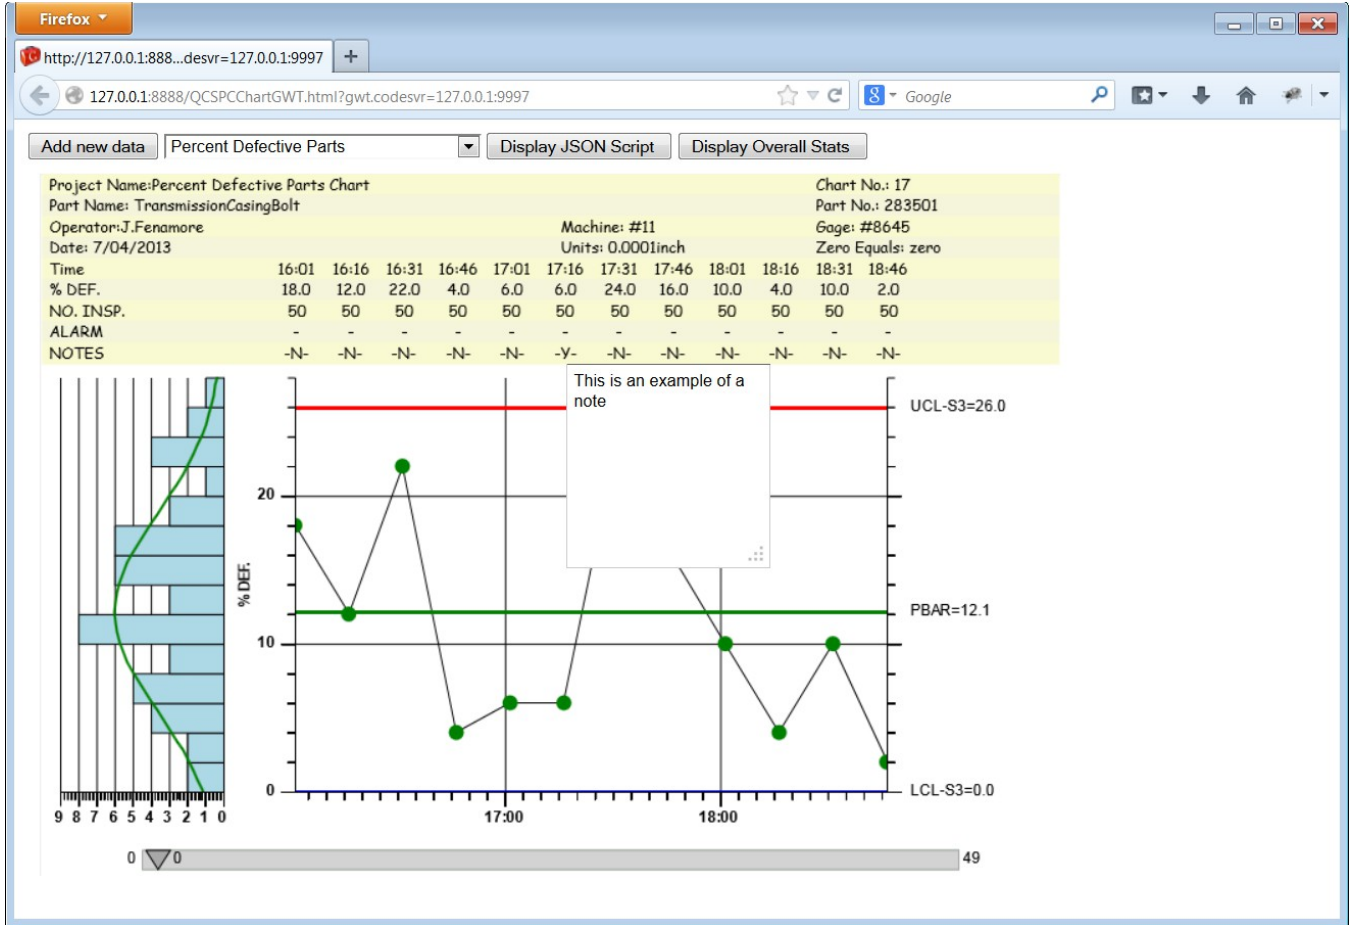 Firefox
http://127.0.0.1:888...desvr=127.0.0.1:9997 +
127.0.0.1:8888/QCSPCChartGWT.html?gwt.codesvr=127.0.0.1:9997 8 Google
Add new data Percent Defective Parts Display JSON Script Display Overall Stats
Project Name:Percent Defective Parts Chart Chart No.: 17
Part Name: TransmissionCasingBolt Part No.: 283501
Operator:J.Fenamore Machine: #11 Gage: #8645
Date: 7/04/2013 Units: 0.0001inch Zero Equals: zero
Time 16:01 16:16 16:31 16:46 17:01 17:16 17:31 17:46 18:01 18:16 18:31 18:46
% DEF. 18.0 12.0 22.0 4.0 6.0 6.0 24.0 16.0 10.0 4.0 10.0 2.0
NO. INSP. 50 50 50 50 50 50 50 50 50 50 50 50
ALARM - - - - - - - - - - - -
NOTES -N- -N- -N- -N- -N- -Y- -N- -N- -N- -N- -N- -N-
This is an example of a
note
UCL-S3=26.0
20
% DEF.
PBAR=12.1
10
0
LCL-S3=0.0
9 8 7 6 5 4 3 2 1 0
17:00 18:00
0 0 49